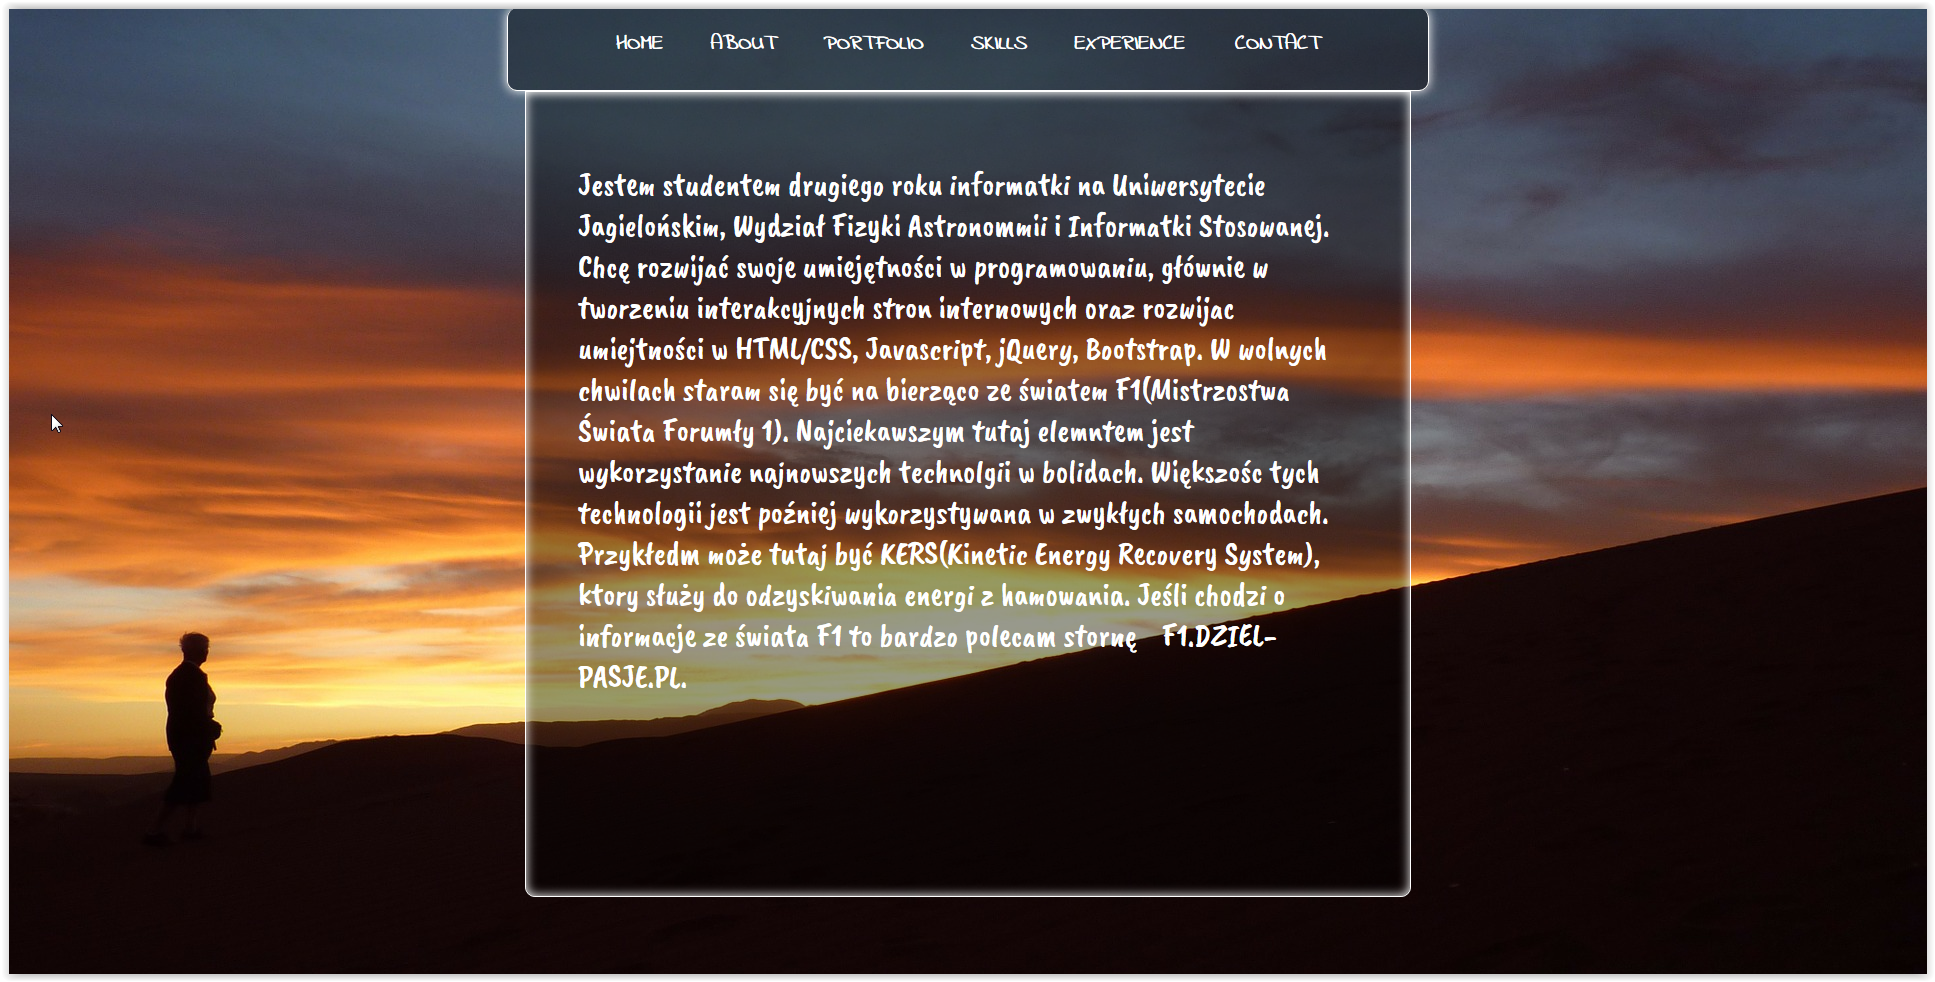 HOME ABOUT PORTFOLIO SKILLS EXPERIENCE CONTACT
Jestem studentem drugiego roku informatki na Uniwersytecie
Jagielońskim, Wydział Fizyki Astronommii i Informatki Stosowanej.
Chcę rozwijać swoje umiejętności w programowaniu, głównie w
tworzeniu interakcyjnych stron internowych oraz rozwijac
umiejtności w HTML/CSS, Javascript, jQuery, Bootstrap. W wolnych
chwilach staram się być na bierząco ze światem F1(Mistrzostwa
Świata Forumły 1). Najciekawszym tutaj elemntem jest
wykorzystanie najnowszych technolgii w bolidach. Większośc tych
technologii jest poźniej wykorzystywana w zwykłych samochodach.
Przykłedm może tutaj być KERS(Kinetic Energy Recovery System),
ktory służy do odzyskiwania energi z hamowania. Jeśli chodzi o
informacje ze świata F1 to bardzo polecam stornę F1.DZIEL-
PASJE.PL.